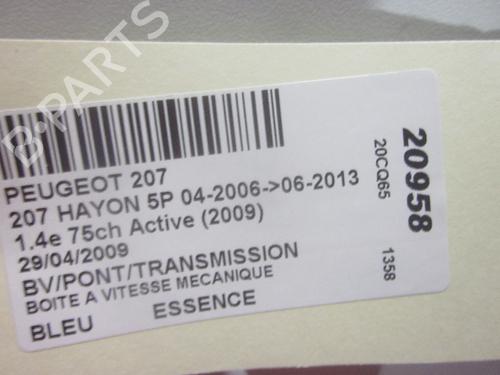 PEUGEOT 207
207 HAYON 5P 04-2006->06-2013
1.4e 75ch Active (2009)
29/04/2009
BV/PONT/TRANSMISSION
BOITE A VITESSE MECANIQUE
BLEU ESSENCE
20958
20CQ65
1358
B-PARTS